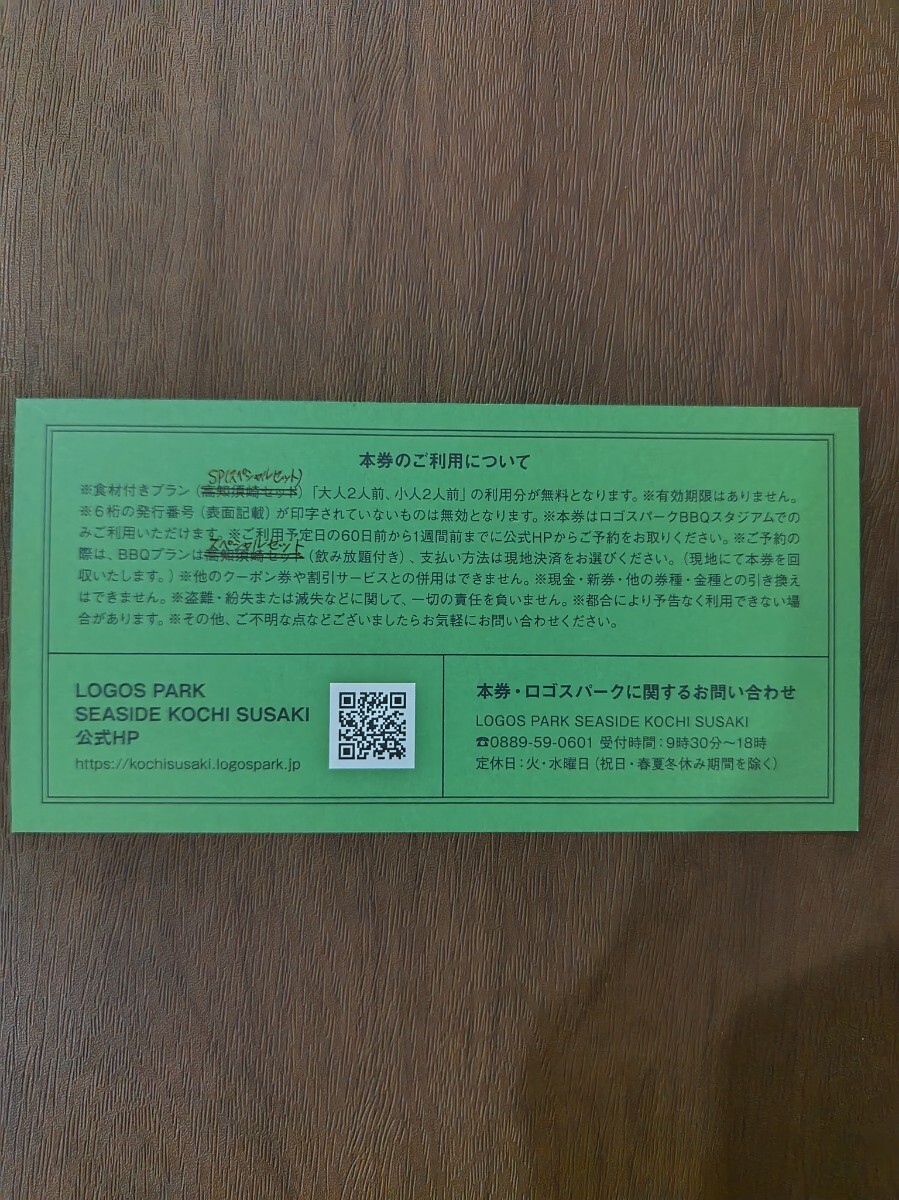 本券のご利用について
SP(スペシャルセット)
※食材付きプラン(高知須崎セット)「大人2人前、小人2人前」の利用分が無料となります。※有効期限はありません。
※6桁の発行番号(表面記載)が印字されていないものは無効となります。※本券はロゴスパークBBQスタジアムでの
みご利用いただけます。※ご利用予定日の60日前から1週間前までに公式HPからご予約をお取りください。※ご予約の
スペシャルセット
際は、BBQプランは高知須崎セット(飲み放題付き)、支払い方法は現地決済をお選びください。(現地にて本券を回
収いたします。)※他のクーポン券や割引サービスとの併用はできません。※現金・新券・他の券種・金種との引き換え
はできません。※盗難・紛失または滅失などに関して、一切の責任を負いません。※都合により予告なく利用できない場
合があります。※その他、ご不明な点などございましたらお気軽にお問い合わせください。
LOGOS PARK
SEASIDE KOCHI SUSAKI
公式HP
https://kochisusaki.logospark.jp
本券・ロゴスパークに関するお問い合わせ
LOGOS PARK SEASIDE KOCHI SUSAKI
☎0889-59-0601 受付時間:9時30分〜18時
定休日:火・水曜日(祝日・春夏冬休み期間を除く)